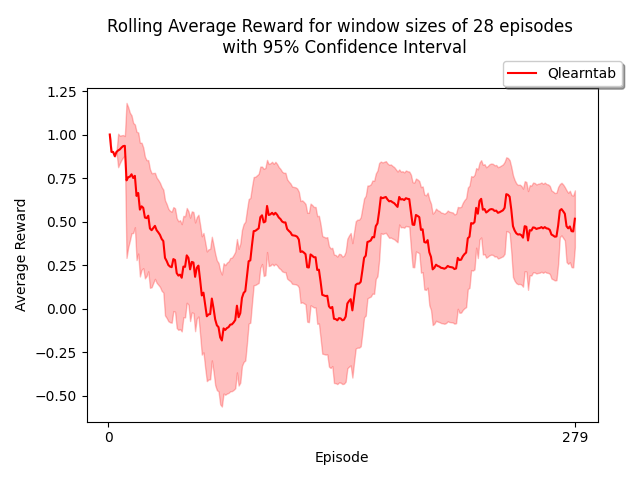 Rolling Average Reward for window sizes of 28 episodes
with 95% Confidence Interval
Qlearntab
1.25
1.00
0.75
0.50
0.25
0.00
−0.25
−0.50
Average Reward
0
279
Episode